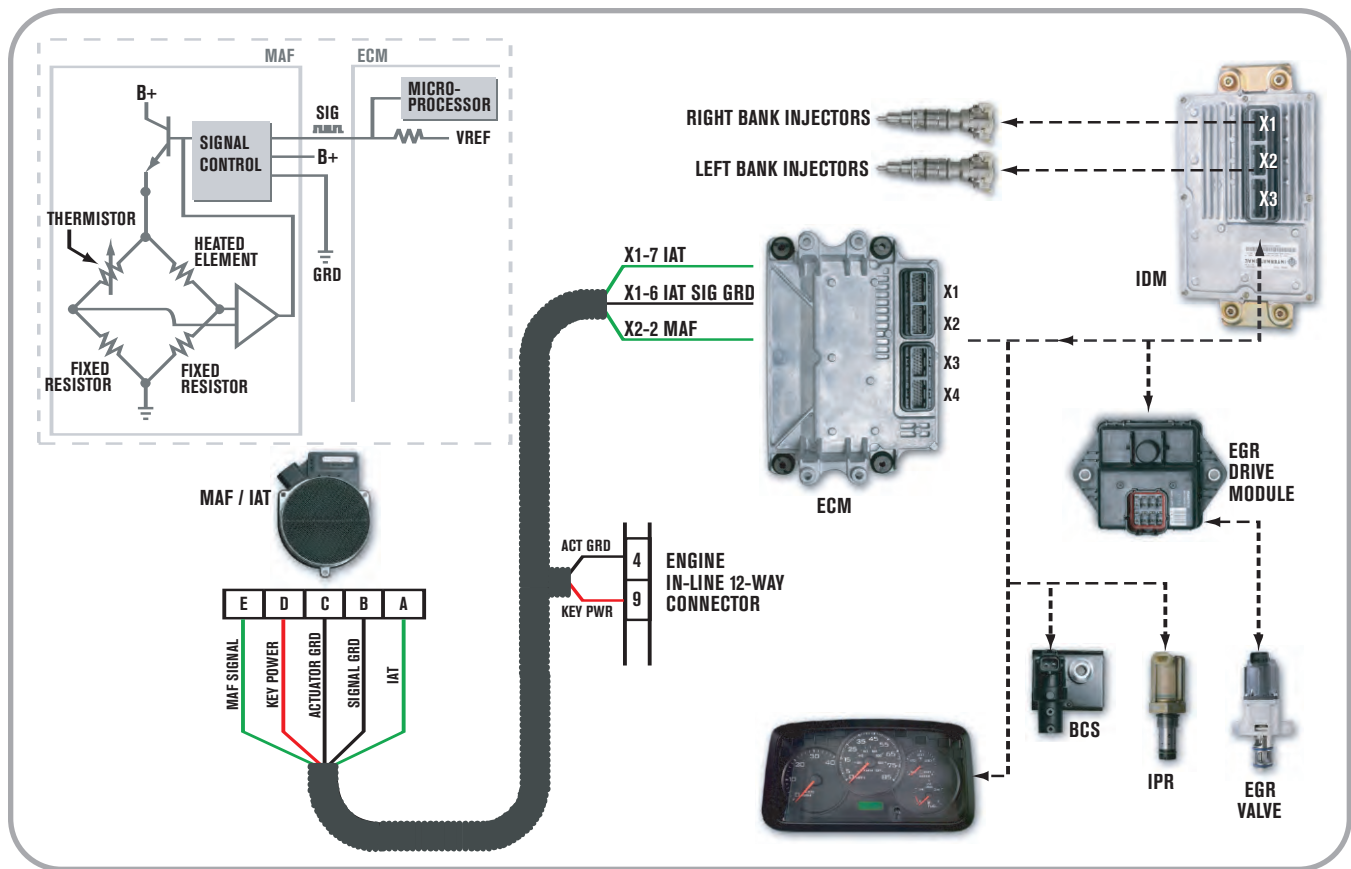 MAF
ECM
B+
SIGNAL
CONTROL
SIG
MICRO-
PROCESSOR
VREF
B+
GRD
THERMISTOR
HEATED
ELEMENT
FIXED
RESISTOR
FIXED
RESISTOR
MAF / IAT
E D C B A
MAF SIGNAL
KEY POWER
ACTUATOR GRD
SIGNAL GRD
IAT
ACT GRD
KEY PWR
4
9
ENGINE
IN-LINE 12-WAY
CONNECTOR
X1-7 IAT
X1-6 IAT SIG GRD
X2-2 MAF
X1
X2
X3
X4
ECM
RIGHT BANK INJECTORS
LEFT BANK INJECTORS
X1
X2
X3
INTERNATIONAL
IDM
EGR
DRIVE
MODULE
BCS
IPR
EGR
VALVE